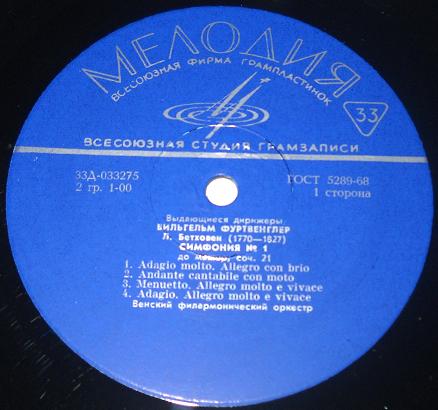 МЕЛОДИЯ
ВСЕСОЮЗНАЯ ФИРМА ГРАМПЛАСТИНОК
33
ВСЕСОЮЗНАЯ СТУДИЯ ГРАМЗАПИСИ
33Д-033275
2 гр. 1-00
ГОСТ 5289-68
1 сторона
Выдающиеся дирижеры
ВИЛЬГЕЛЬМ ФУРТВЕНГЛЕР
Л. Бетховен (1770—1827)
СИМФОНИЯ № 1
до мажор, соч. 21
1. Adagio molto. Allegro con brio
2. Andante cantabile con moto
3. Menuetto. Allegro molto e vivace
4. Adagio. Allegro molto e vivace
Венский филармонический оркестр